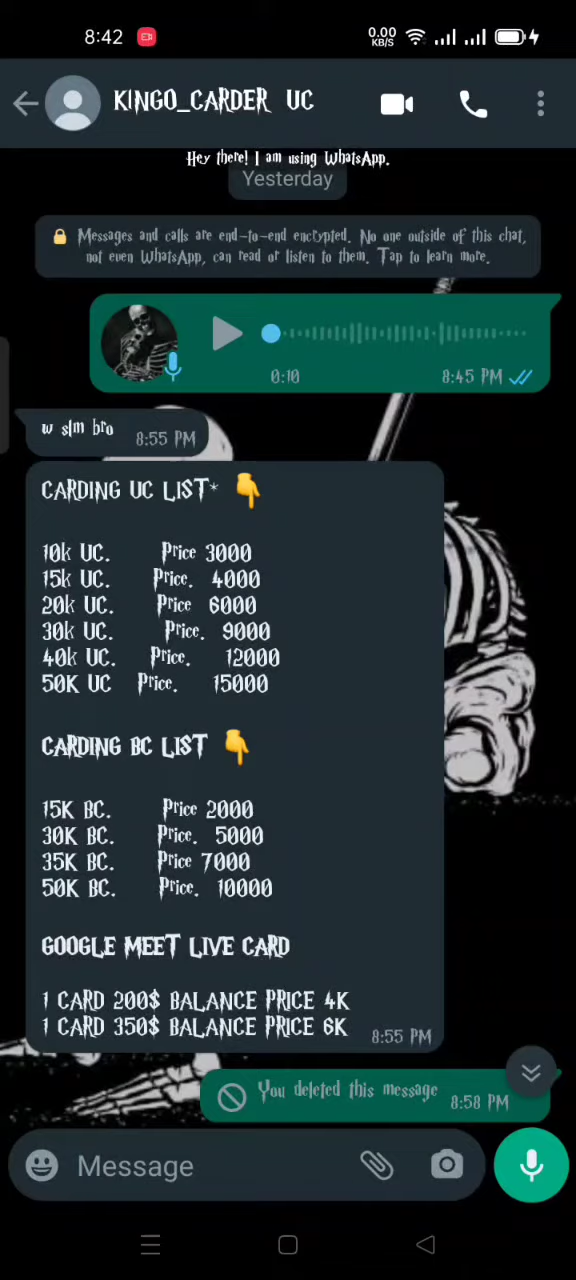 8:42
0.00
KB/S
KINGO_CARDER UC
Hey there! I am using WhatsApp.
Yesterday
Messages and calls are end-to-end encrypted. No one outside of this chat,
not even WhatsApp, can read or listen to them. Tap to learn more.
0:10 8:45 PM
w slm bro 8:55 PM
CARDING UC LIST* 👇
10k UC. Price 3000
15k UC. Price. 4000
20k UC Price 6000
30k UC. Price. 9000
40k UC. Price. 12000
50K UC Price. 15000
CARDING BC LIST 👇
15K BC. Price 2000
30K BC. Price. 5000
35K BC. Price 7000
50K BC. Price. 10000
GOOGLE MEET LIVE CARD
1 CARD 200$ BALANCE PRICE 4K
1 CARD 350$ BALANCE PRICE 6K
8:55 PM
You deleted this message 8:58 PM
Message